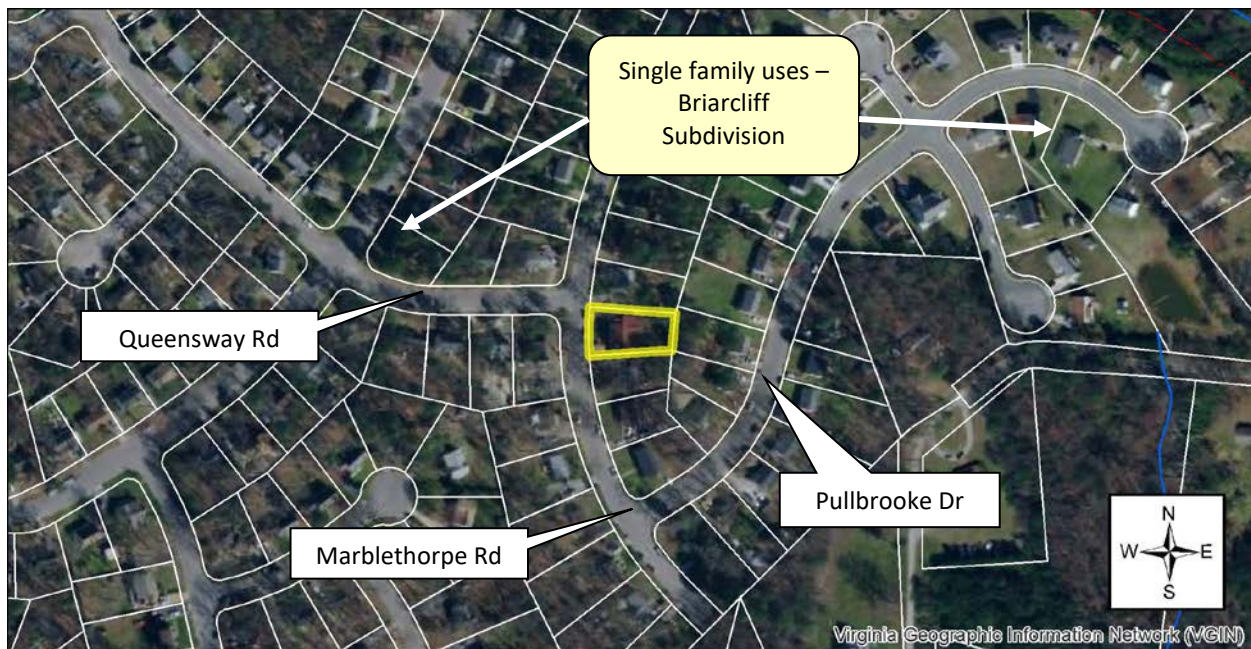 Single family uses –
Briarcliff
Subdivision
Queensway Rd
Pullbrooke Dr
Marblethorpe Rd
N
W E
S
Virginia Geographic Information Network (VGIN)